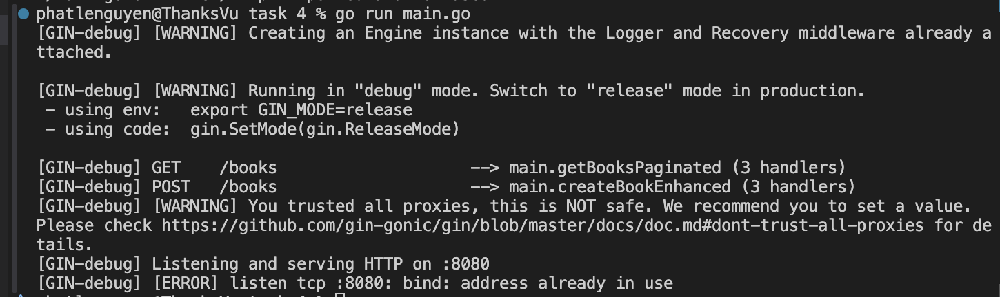 phatlenguyen@ThanksVu task 4 % go run main.go
[GIN-debug] [WARNING] Creating an Engine instance with the Logger and Recovery middleware already a
ttached.
[GIN-debug] [WARNING] Running in "debug" mode. Switch to "release" mode in production.
 - using env:   export GIN_MODE=release
 - using code:  gin.SetMode(gin.ReleaseMode)
[GIN-debug] GET    /books                    --> main.getBooksPaginated (3 handlers)
[GIN-debug] POST   /books                    --> main.createBookEnhanced (3 handlers)
[GIN-debug] [WARNING] You trusted all proxies, this is NOT safe. We recommend you to set a value.
Please check https://github.com/gin-gonic/gin/blob/master/docs/doc.md#dont-trust-all-proxies for de
tails.
[GIN-debug] Listening and serving HTTP on :8080
[GIN-debug] [ERROR] listen tcp :8080: bind: address already in use